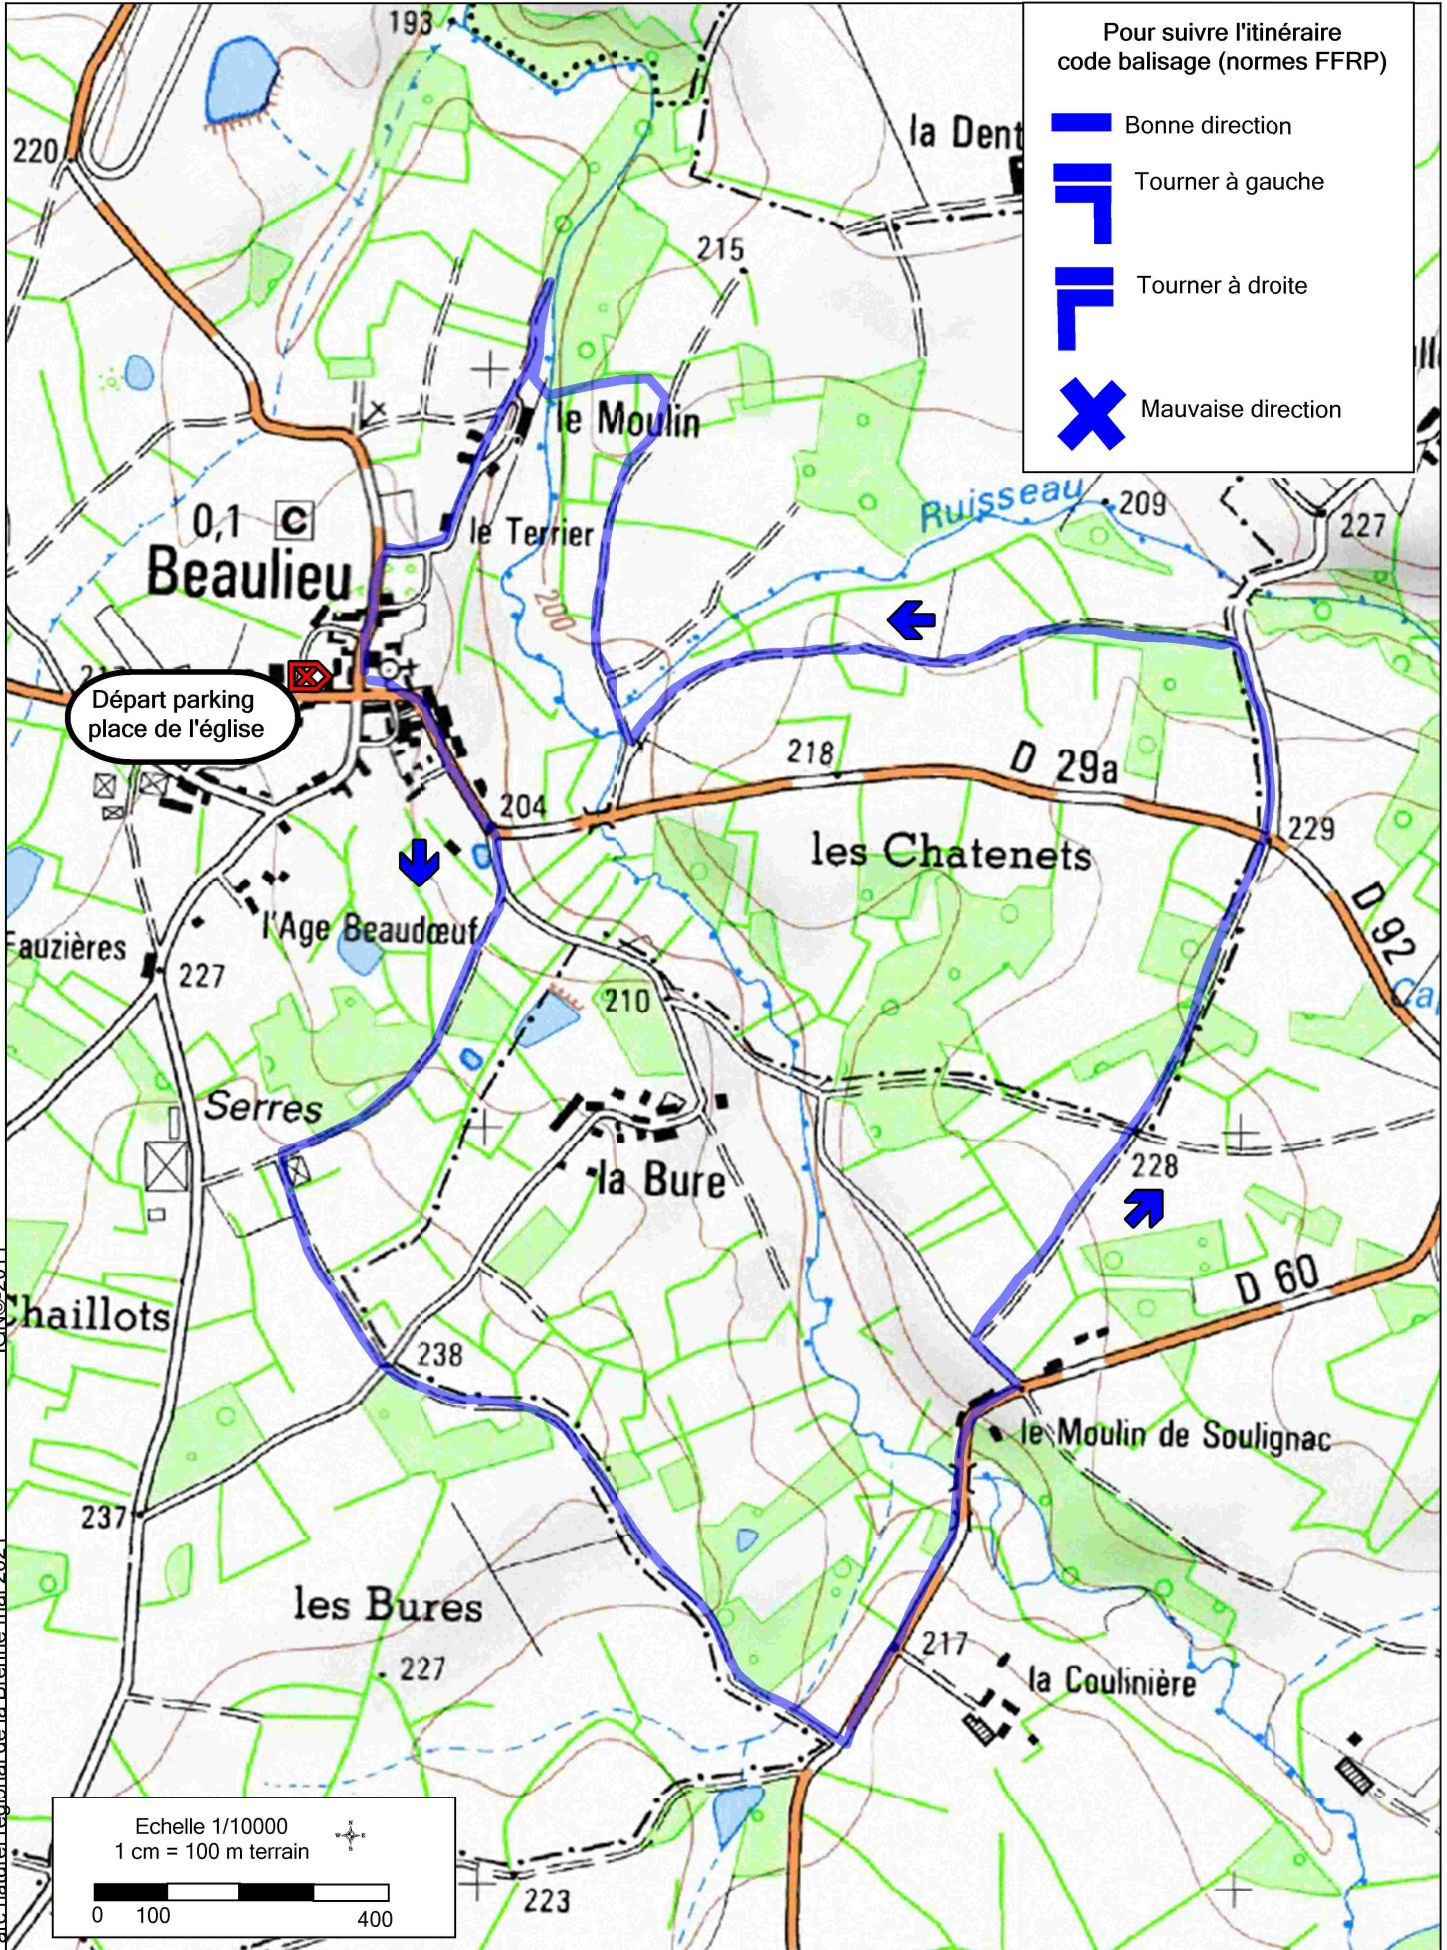 193
Pour suivre l'itinéraire
code balisage (normes FFRP)
Bonne direction
Tourner à gauche
Tourner à droite
Mauvaise direction
la Dent
220
215
le Moulin
Ruisseau
209
227
0,1 C
Beaulieu
le Terrier
200
Départ parking
place de l'église
218
D 29a
204
229
les Chatenets
D 92
l'Age Beaudœuf
Fauzières
227
210
Serres
la Bure
228
D 60
Chaillots
238
le Moulin de Soulignac
237
les Bures
227
217
la Coulinière
Echelle 1/10000
1 cm = 100 m terrain
0 100 400
223